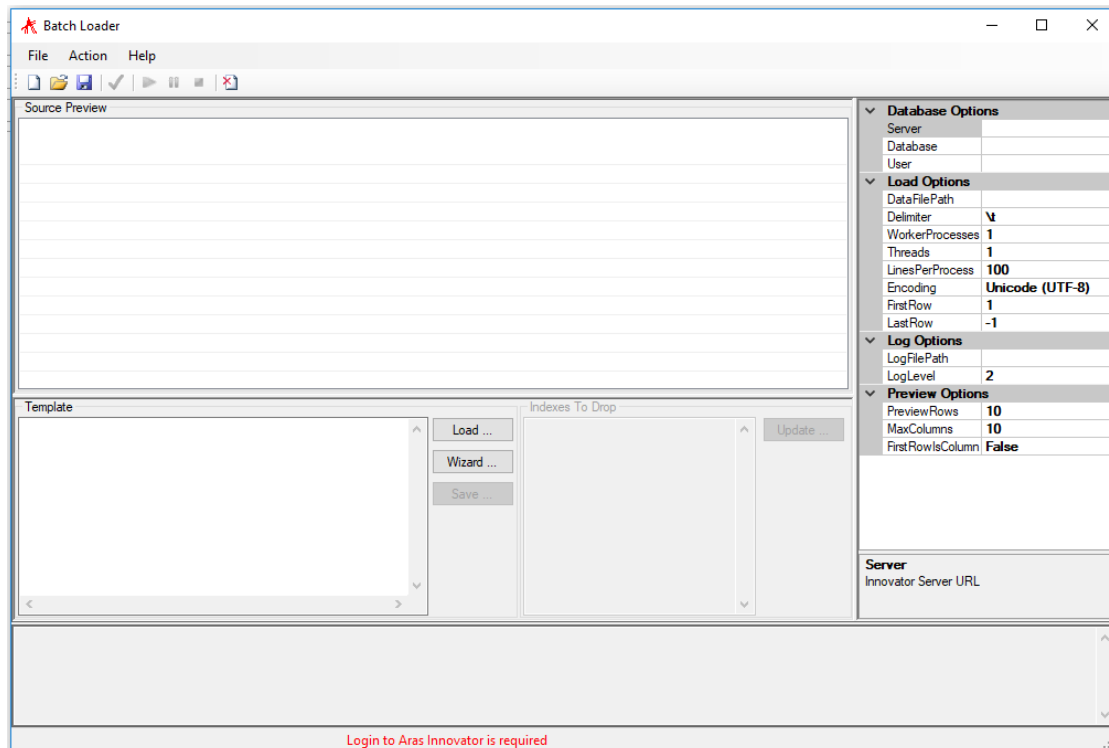 Batch Loader
File Action Help
Source Preview
Database Options
Server
Database
User
Load Options
DataFilePath
Delimiter \t
WorkerProcesses 1
Threads 1
LinesPerProcess 100
Encoding Unicode (UTF-8)
FirstRow 1
LastRow -1
Log Options
LogFilePath
LogLevel 2
Preview Options
PreviewRows 10
MaxColumns 10
FirstRowIsColumn False
Server
Innovator Server URL
Template
Load ...
Wizard ...
Save ...
Indexes To Drop
Update ...
Login to Aras Innovator is required